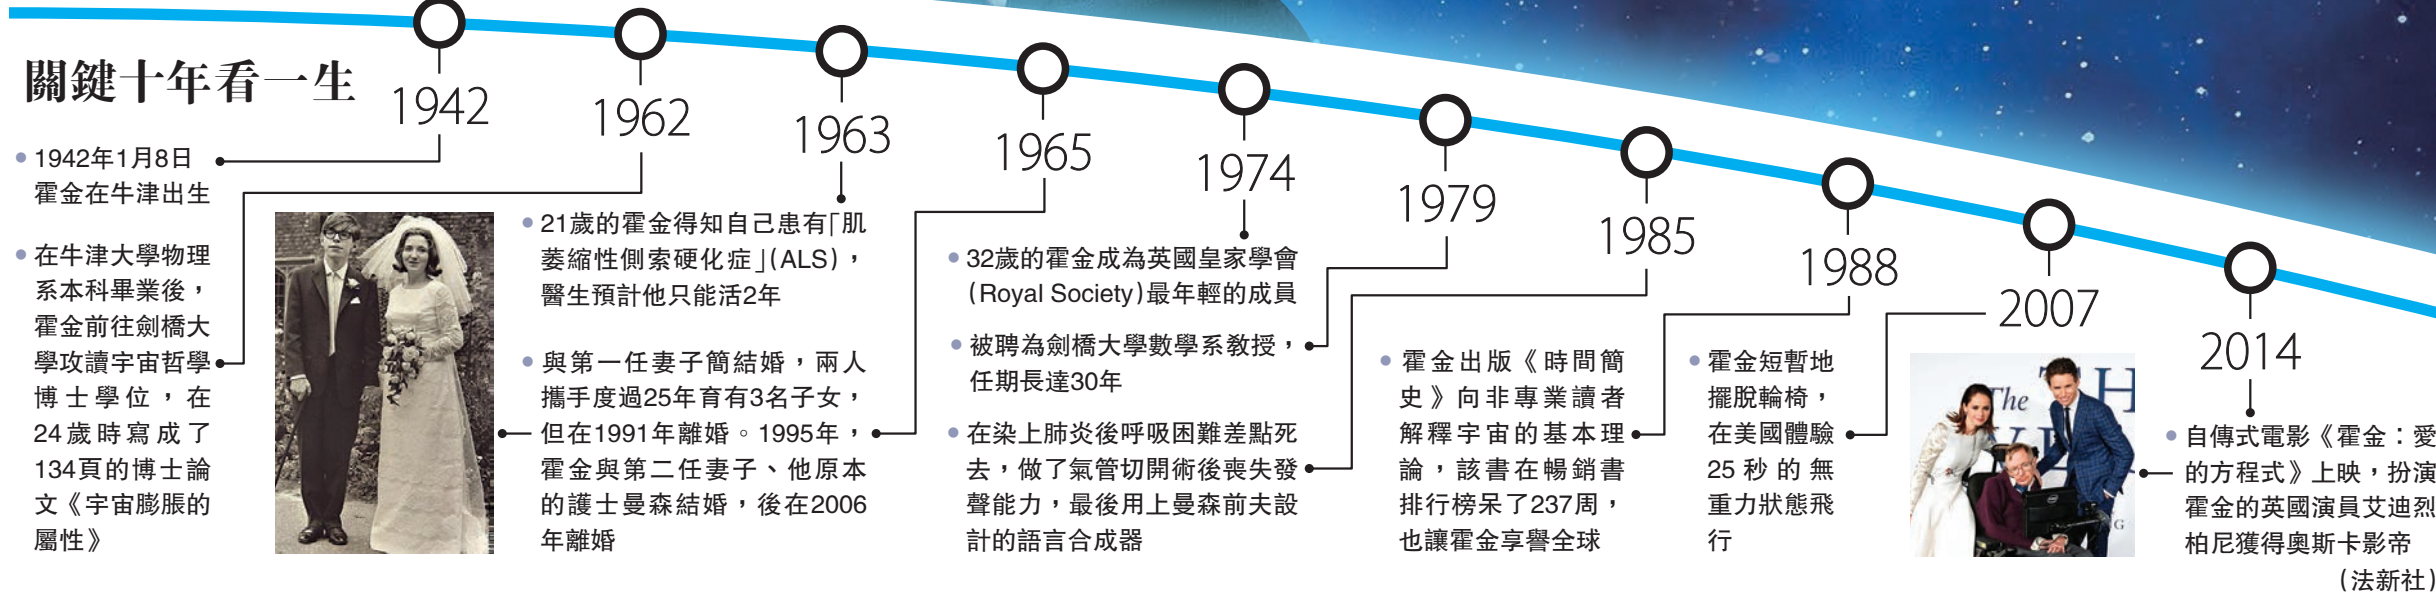 關鍵十年看一生
1942
1962
1963
1965
1974
1979
1985
1988
2007
2014
• 1942年1月8日
霍金在牛津出生
• 在牛津大學物理
系本科畢業後，
霍金前往劍橋大
學攻讀宇宙哲學
博士學位，在
24歲時寫成了
134頁的博士論
文《宇宙膨脹的
屬性》
• 21歲的霍金得知自己患有「肌
萎縮性側索硬化症」(ALS)，
醫生預計他只能活2年
• 與第一任妻子簡結婚，兩人
攜手度過25年育有3名子女，
但在1991年離婚。1995年，
霍金與第二任妻子、他原本
的護士曼森結婚，後在2006
年離婚
• 32歲的霍金成為英國皇家學會
(Royal Society)最年輕的成員
• 被聘為劍橋大學數學系教授，
任期長達30年
• 在染上肺炎後呼吸困難差點死
去，做了氣管切開術後喪失發
聲能力，最後用上曼森前夫設
計的語言合成器
• 霍金出版《時間簡
史》向非專業讀者
解釋宇宙的基本理
論，該書在暢銷書
排行榜呆了237周，
也讓霍金享譽全球
• 霍金短暫地
擺脫輪椅，
在美國體驗
25秒的無
重力狀態飛
行
The
• 自傳式電影《霍金：愛
的方程式》上映，扮演
霍金的英國演員艾迪烈
柏尼獲得奧斯卡影帝
(法新社)